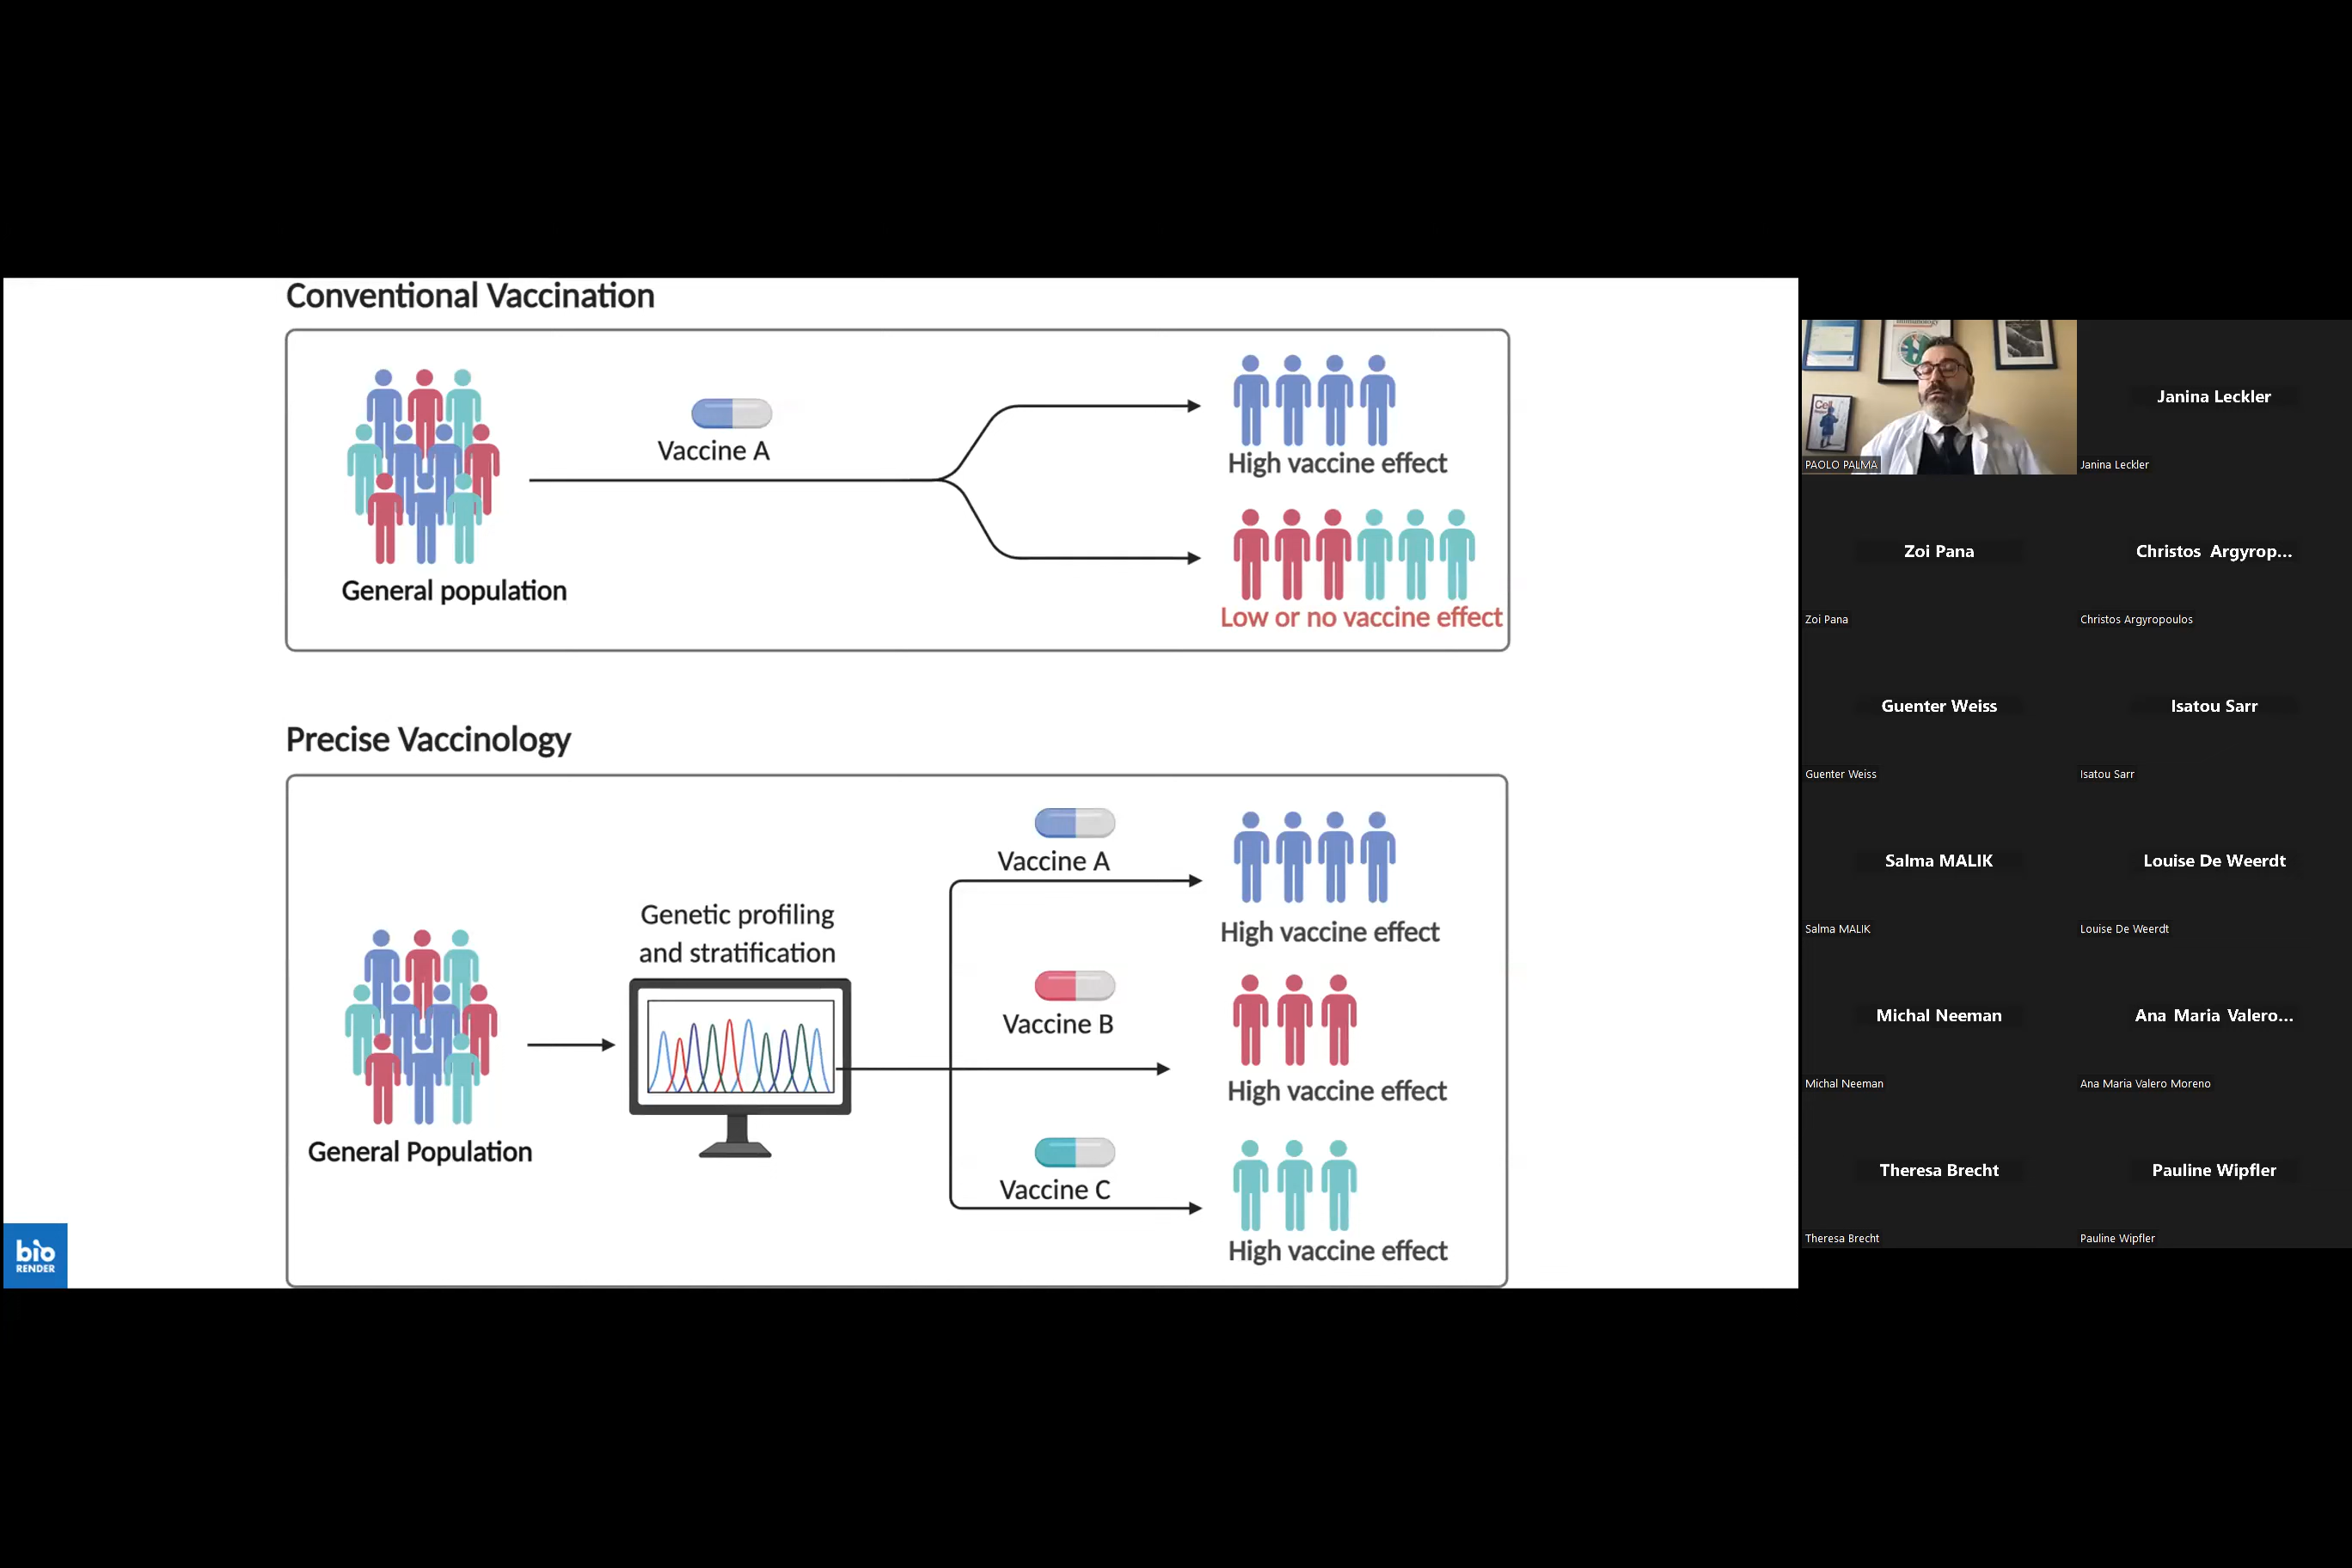 Conventional Vaccination
Vaccine A
General population
High vaccine effect
Low or no vaccine effect
Precise Vaccinology
General Population
Genetic profiling
and stratification
Vaccine A
High vaccine effect
Vaccine B
High vaccine effect
Vaccine C
High vaccine effect
bio
RENDER
Cell
PAOLO PALMA
Janina Leckler
Janina Leckler
Zoi Pana
Zoi Pana
Christos Argyrop...
Christos Argyropoulos
Guenter Weiss
Guenter Weiss
Isatou Sarr
Isatou Sarr
Salma MALIK
Salma MALIK
Louise De Weerdt
Louise De Weerdt
Michal Neeman
Michal Neeman
Ana Maria Valero...
Ana Maria Valero Moreno
Theresa Brecht
Theresa Brecht
Pauline Wipfler
Pauline Wipfler